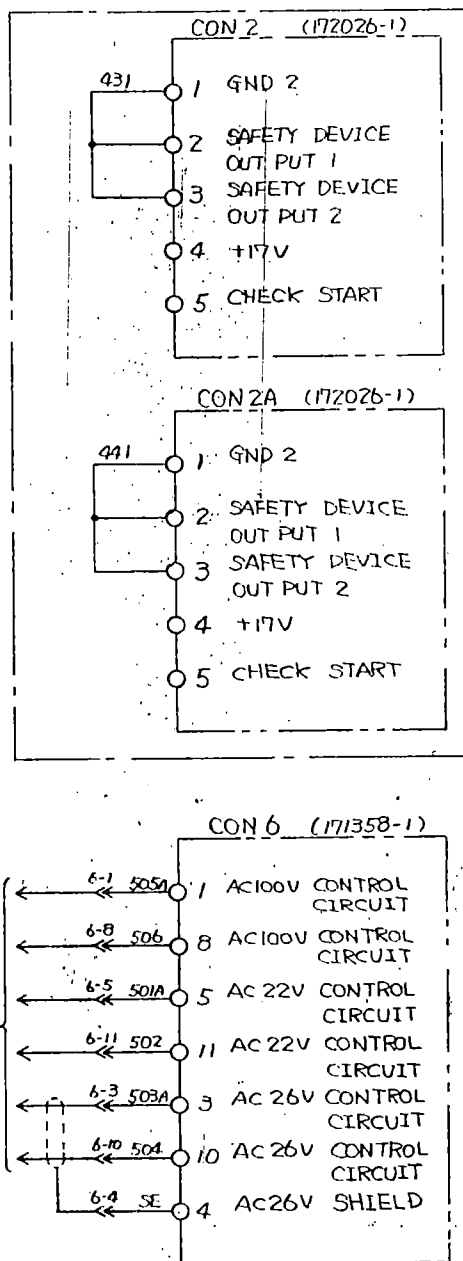 CON 2 (172026-1)
431
1 GND 2
2 SAFETY DEVICE
OUT PUT 1
3 SAFETY DEVICE
OUT PUT 2
4 +17V
5 CHECK START
CON 2A (172026-1)
441
1 GND 2
2 SAFETY DEVICE
OUT PUT 1
3 SAFETY DEVICE
OUT PUT 2
4 +17V
5 CHECK START
CON 6 (171358-1)
6-1 505A 1 AC100V CONTROL
CIRCUIT
6-8 506 8 AC100V CONTROL
CIRCUIT
6-5 501A 5 AC 22V CONTROL
CIRCUIT
6-11 502 11 AC 22V CONTROL
CIRCUIT
6-3 503A 3 AC 26V CONTROL
CIRCUIT
6-10 504 10 AC 26V CONTROL
CIRCUIT
6-4 SE 4 AC26V SHIELD